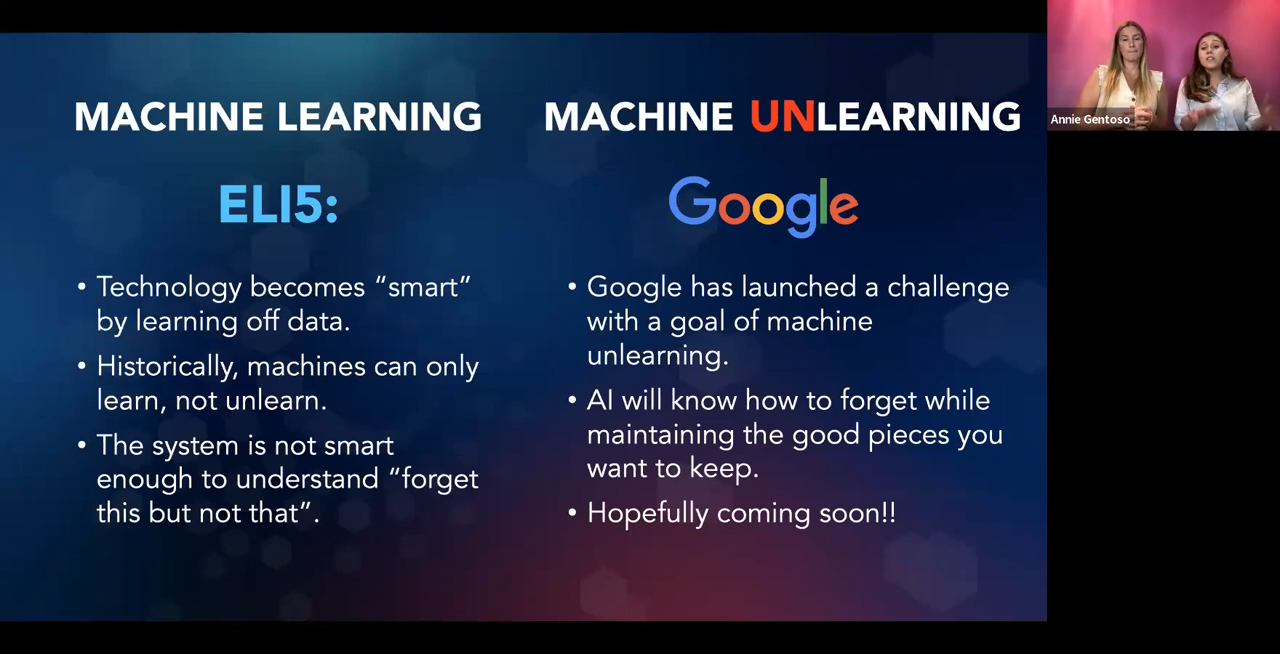 MACHINE LEARNING
ELI5:
• Technology becomes “smart”
by learning off data.
• Historically, machines can only
learn, not unlearn.
• The system is not smart
enough to understand “forget
this but not that”.
MACHINE UNLEARNING
Google
• Google has launched a challenge
with a goal of machine
unlearning.
• AI will know how to forget while
maintaining the good pieces you
want to keep.
• Hopefully coming soon!!
Annie Gentoso